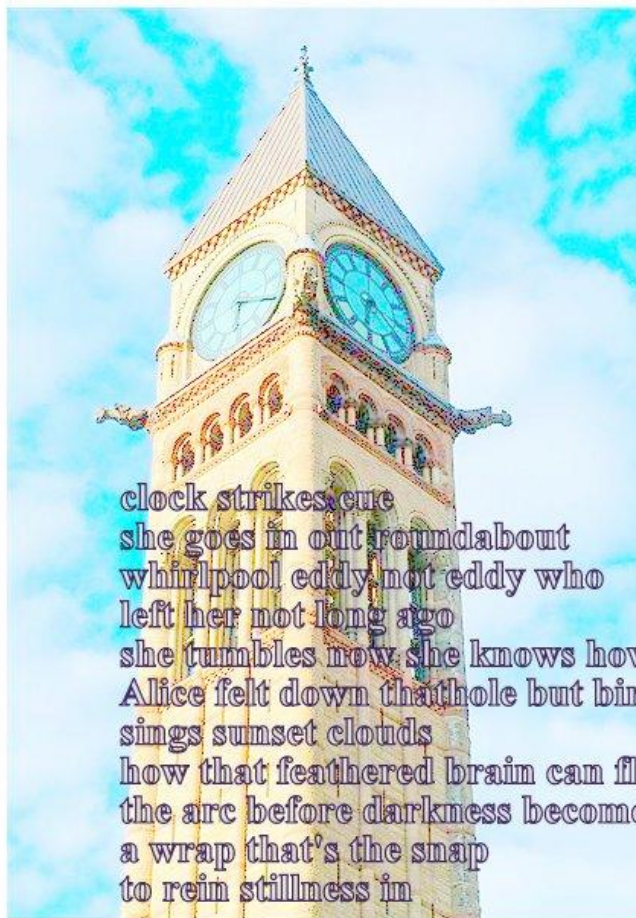 clock strikes cue
she goes in out roundabout
whirlpool eddy not eddy who
left her not long ago
she tumbles now she knows
Alice felt down thathole but
sings sunset clouds
how that feathered brain can
the arc before darkness
a wrap that's the snap
to rein stillness in